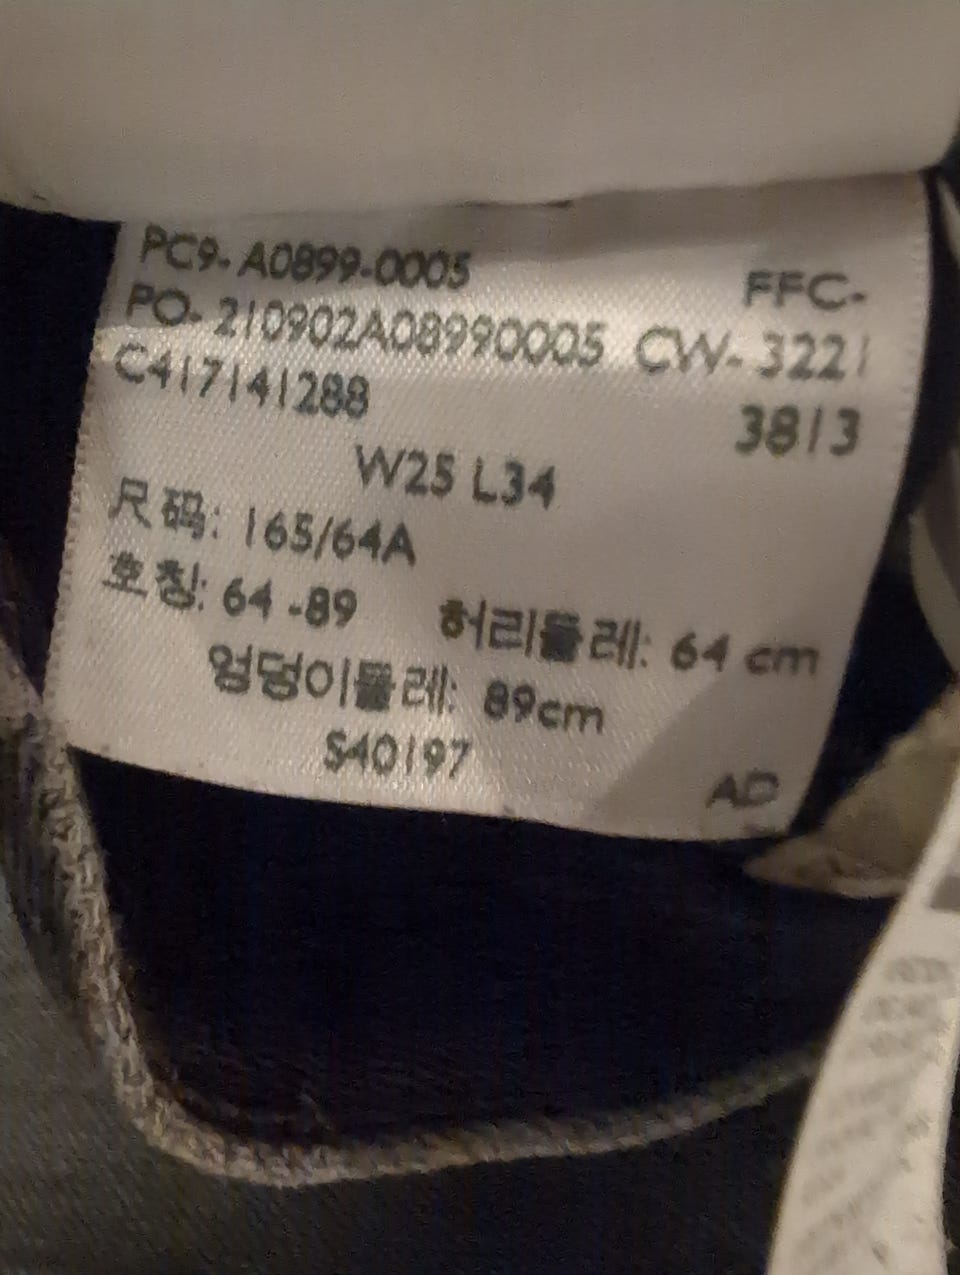 PC9- A0899-0005 FFC-
PO- 210902A08990005 CW- 3221
C417141288 3813
W25 L34
尺码: 165/64A
호칭: 64 -89 허리둘레: 64 cm
엉덩이둘레: 89cm
S40197
AD